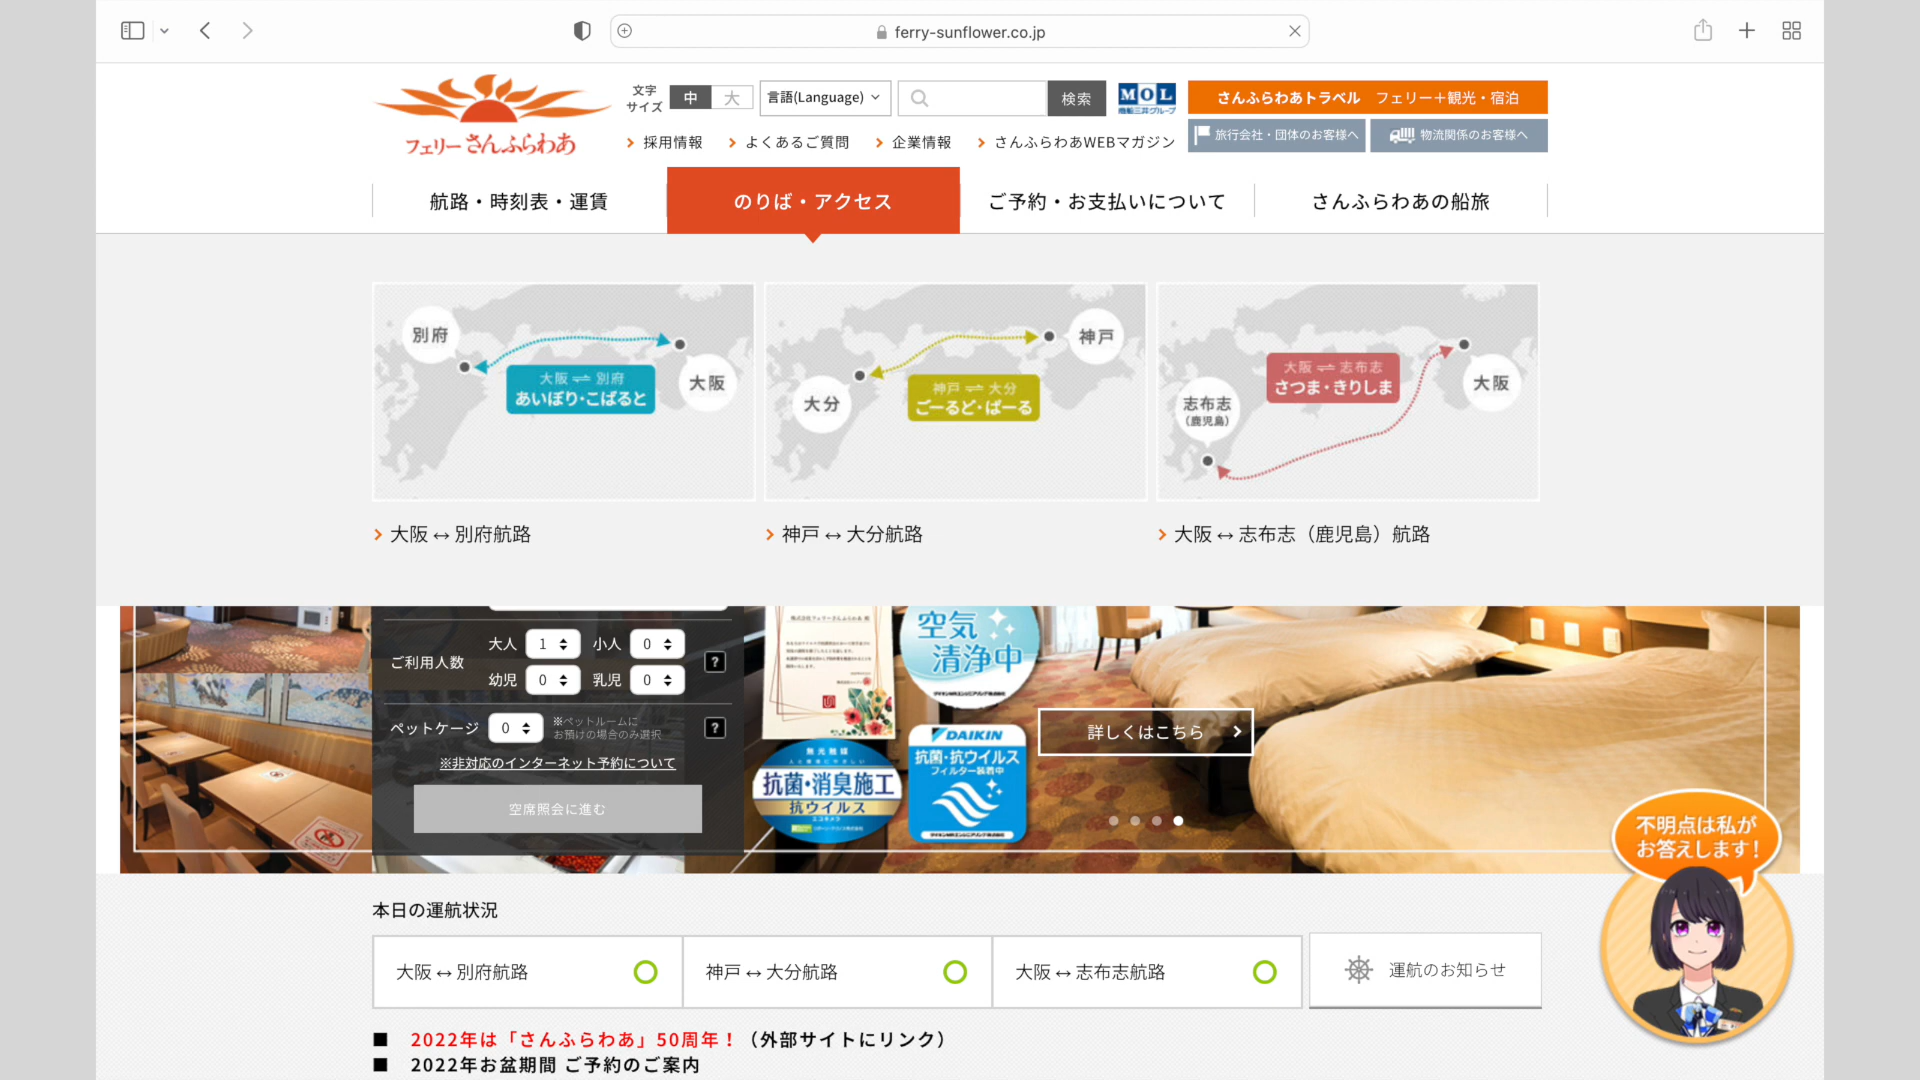 ferry-sunflower.co.jp
フェリーさんふらわあ
文字
サイズ
中 大
言語(Language)
検索
MOL
商船三井グループ
さんふらわあトラベル フェリー＋観光・宿泊
採用情報 よくあるご質問 企業情報 さんふらわあWEBマガジン
旅行会社・団体のお客様へ 物流関係のお客様へ
航路・時刻表・運賃 のりば・アクセス ご予約・お支払いについて さんふらわあの船旅
別府
大阪 ⇌ 別府
あいぼり・こばると
大阪
神戸
神戸 ⇌ 大分
ごーるど・ぱーる
大分
大阪 ⇌ 志布志
さつま・きりしま
大阪
志布志
(鹿児島)
大阪 ↔ 別府航路
神戸 ↔ 大分航路
大阪 ↔ 志布志（鹿児島）航路
ご利用人数
大人 1 小人 0 ?
幼児 0 乳児 0
ペットケージ 0 ※ペットルームに
お預けの場合のみ選択 ?
※非対応のインターネット予約について
空席照会に進む
空気
清浄中
無光触媒
抗菌・消臭施工
抗ウイルス
DAIKIN
抗菌・抗ウイルス
フィルター装着中
詳しくはこちら
不明点は私が
お答えします！
本日の運航状況
大阪 ↔ 別府航路
神戸 ↔ 大分航路
大阪 ↔ 志布志航路
運航のお知らせ
■ 2022年は「さんふらわあ」50周年！（外部サイトにリンク）
■ 2022年お盆期間 ご予約のご案内